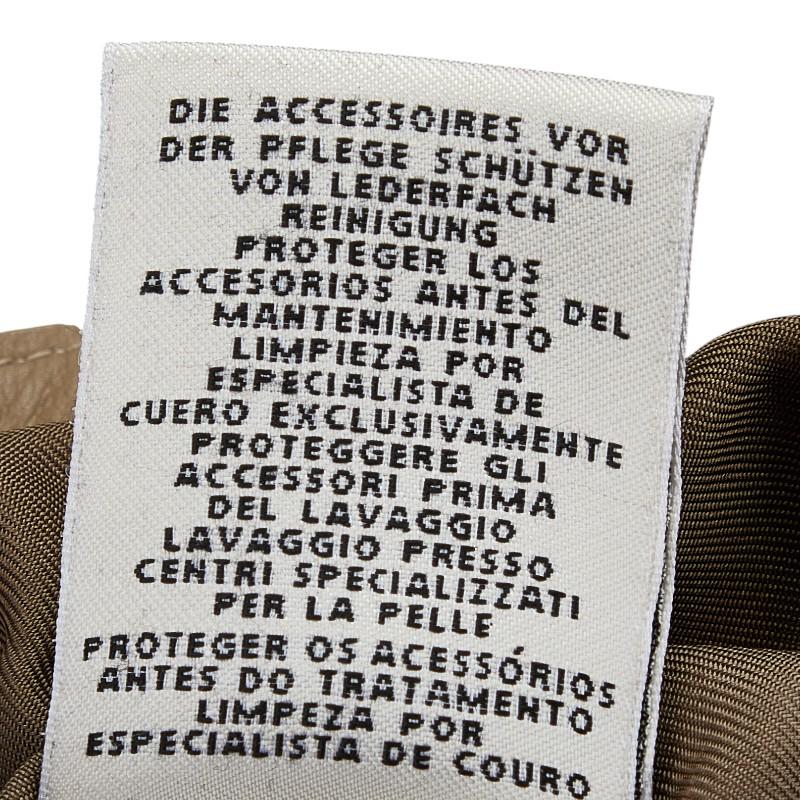 DIE ACCESSOIRES VOR
DER PFLEGE SCHÜTZEN
VON LEDERFACH
REINIGUNG
PROTEGER LOS
ACCESORIOS ANTES DEL
MANTENIMIENTO
LIMPIEZA POR
ESPECIALISTA DE
CUERO EXCLUSIVAMENTE
PROTEGGERE GLI
ACCESSORI PRIMA
DEL LAVAGGIO
LAVAGGIO PRESSO
CENTRI SPECIALIZZATI
PER LA PELLE
PROTEGER OS ACESSÓRIOS
ANTES DO TRATAMENTO
LIMPEZA POR
ESPECIALISTA DE COURO